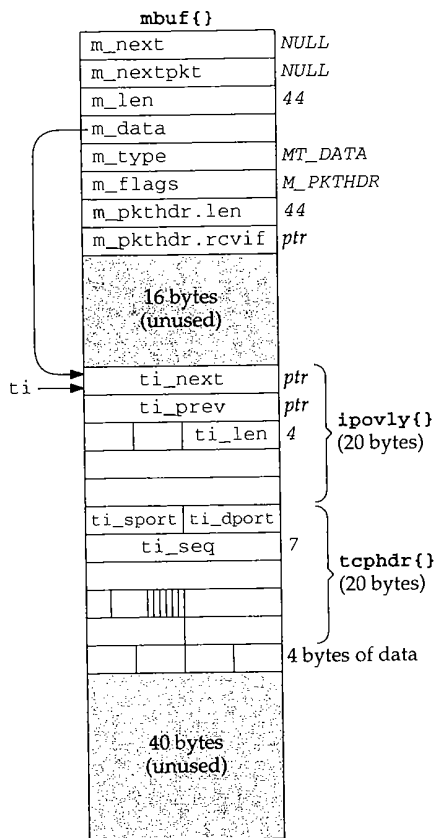 mbuf{}
m_next NULL
m_nextpkt NULL
m_len 44
m_data
m_type MT_DATA
m_flags M_PKTHDR
m_pkthdr.len 44
m_pkthdr.rcvif ptr
16 bytes
(unused)
ti
ti_next ptr
ti_prev ptr
ti_len 4
ipovly{}
(20 bytes)
ti_sport ti_dport
ti_seq 7
tcphdr{}
(20 bytes)
4 bytes of data
40 bytes
(unused)